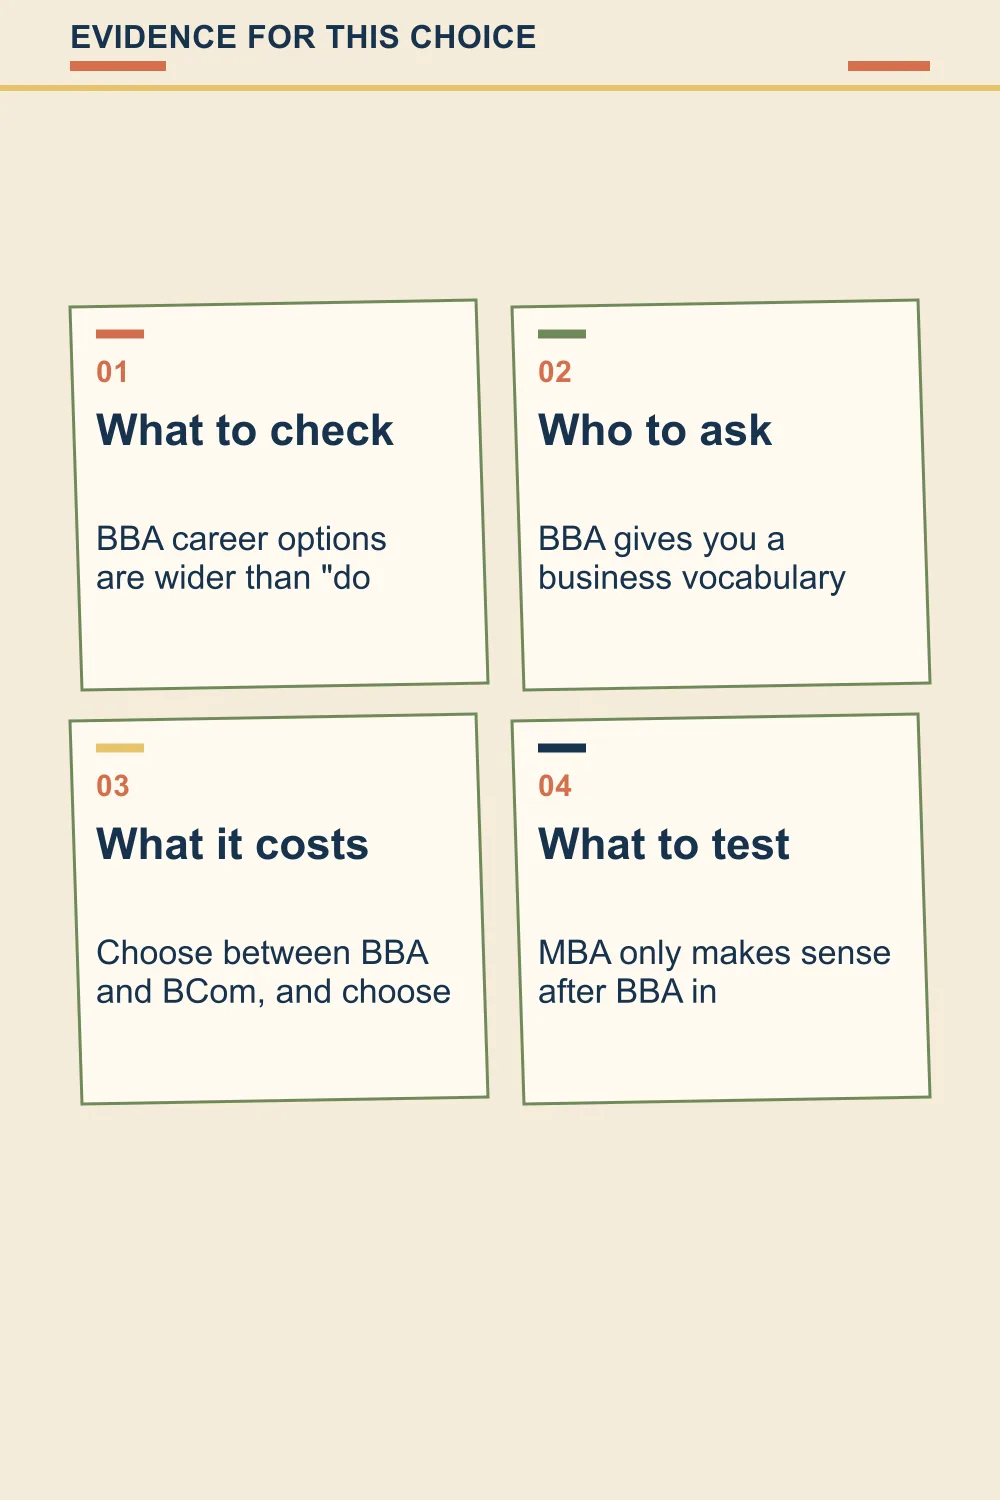 EVIDENCE FOR THIS CHOICE
01
What to check
BBA career options
are wider than "do
02
Who to ask
BBA gives you a
business vocabulary
03
What it costs
Choose between BBA
and BCom, and choose
04
What to test
MBA only makes sense
after BBA in